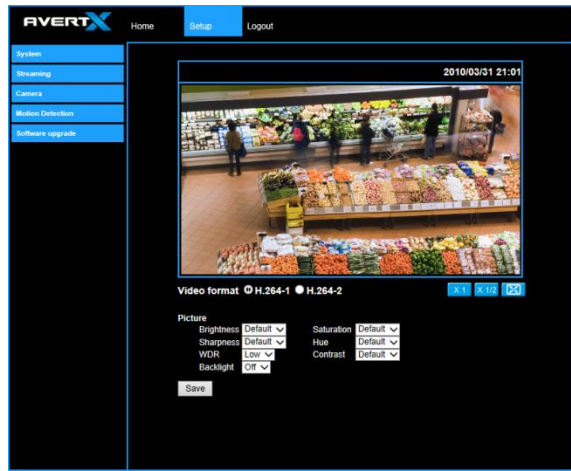 AVERTX Home Setup Logout
System
Streaming
Camera
Motion Detection
Software upgrade
2010/03/31 21:01
Video format H.264-1 H.264-2 X 1 X 1/2
Picture
Brightness Default Saturation Default
Sharpness Default Hue Default
WDR Low Contrast Default
Backlight Off
Save